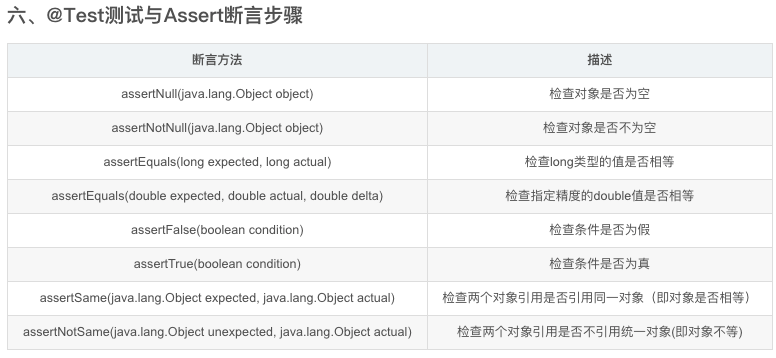 六、@Test测试与Assert断言步骤
断言方法 描述
assertNull(java.lang.Object object) 检查对象是否为空
assertNotNull(java.lang.Object object) 检查对象是否不为空
assertEquals(long expected, long actual) 检查long类型的值是否相等
assertEquals(double expected, double actual, double delta) 检查指定精度的double值是否相等
assertFalse(boolean condition) 检查条件是否为假
assertTrue(boolean condition) 检查条件是否为真
assertSame(java.lang.Object expected, java.lang.Object actual) 检查两个对象引用是否引用同一对象（即对象是否相等）
assertNotSame(java.lang.Object unexpected, java.lang.Object actual) 检查两个对象引用是否不引用统一对象(即对象不等)